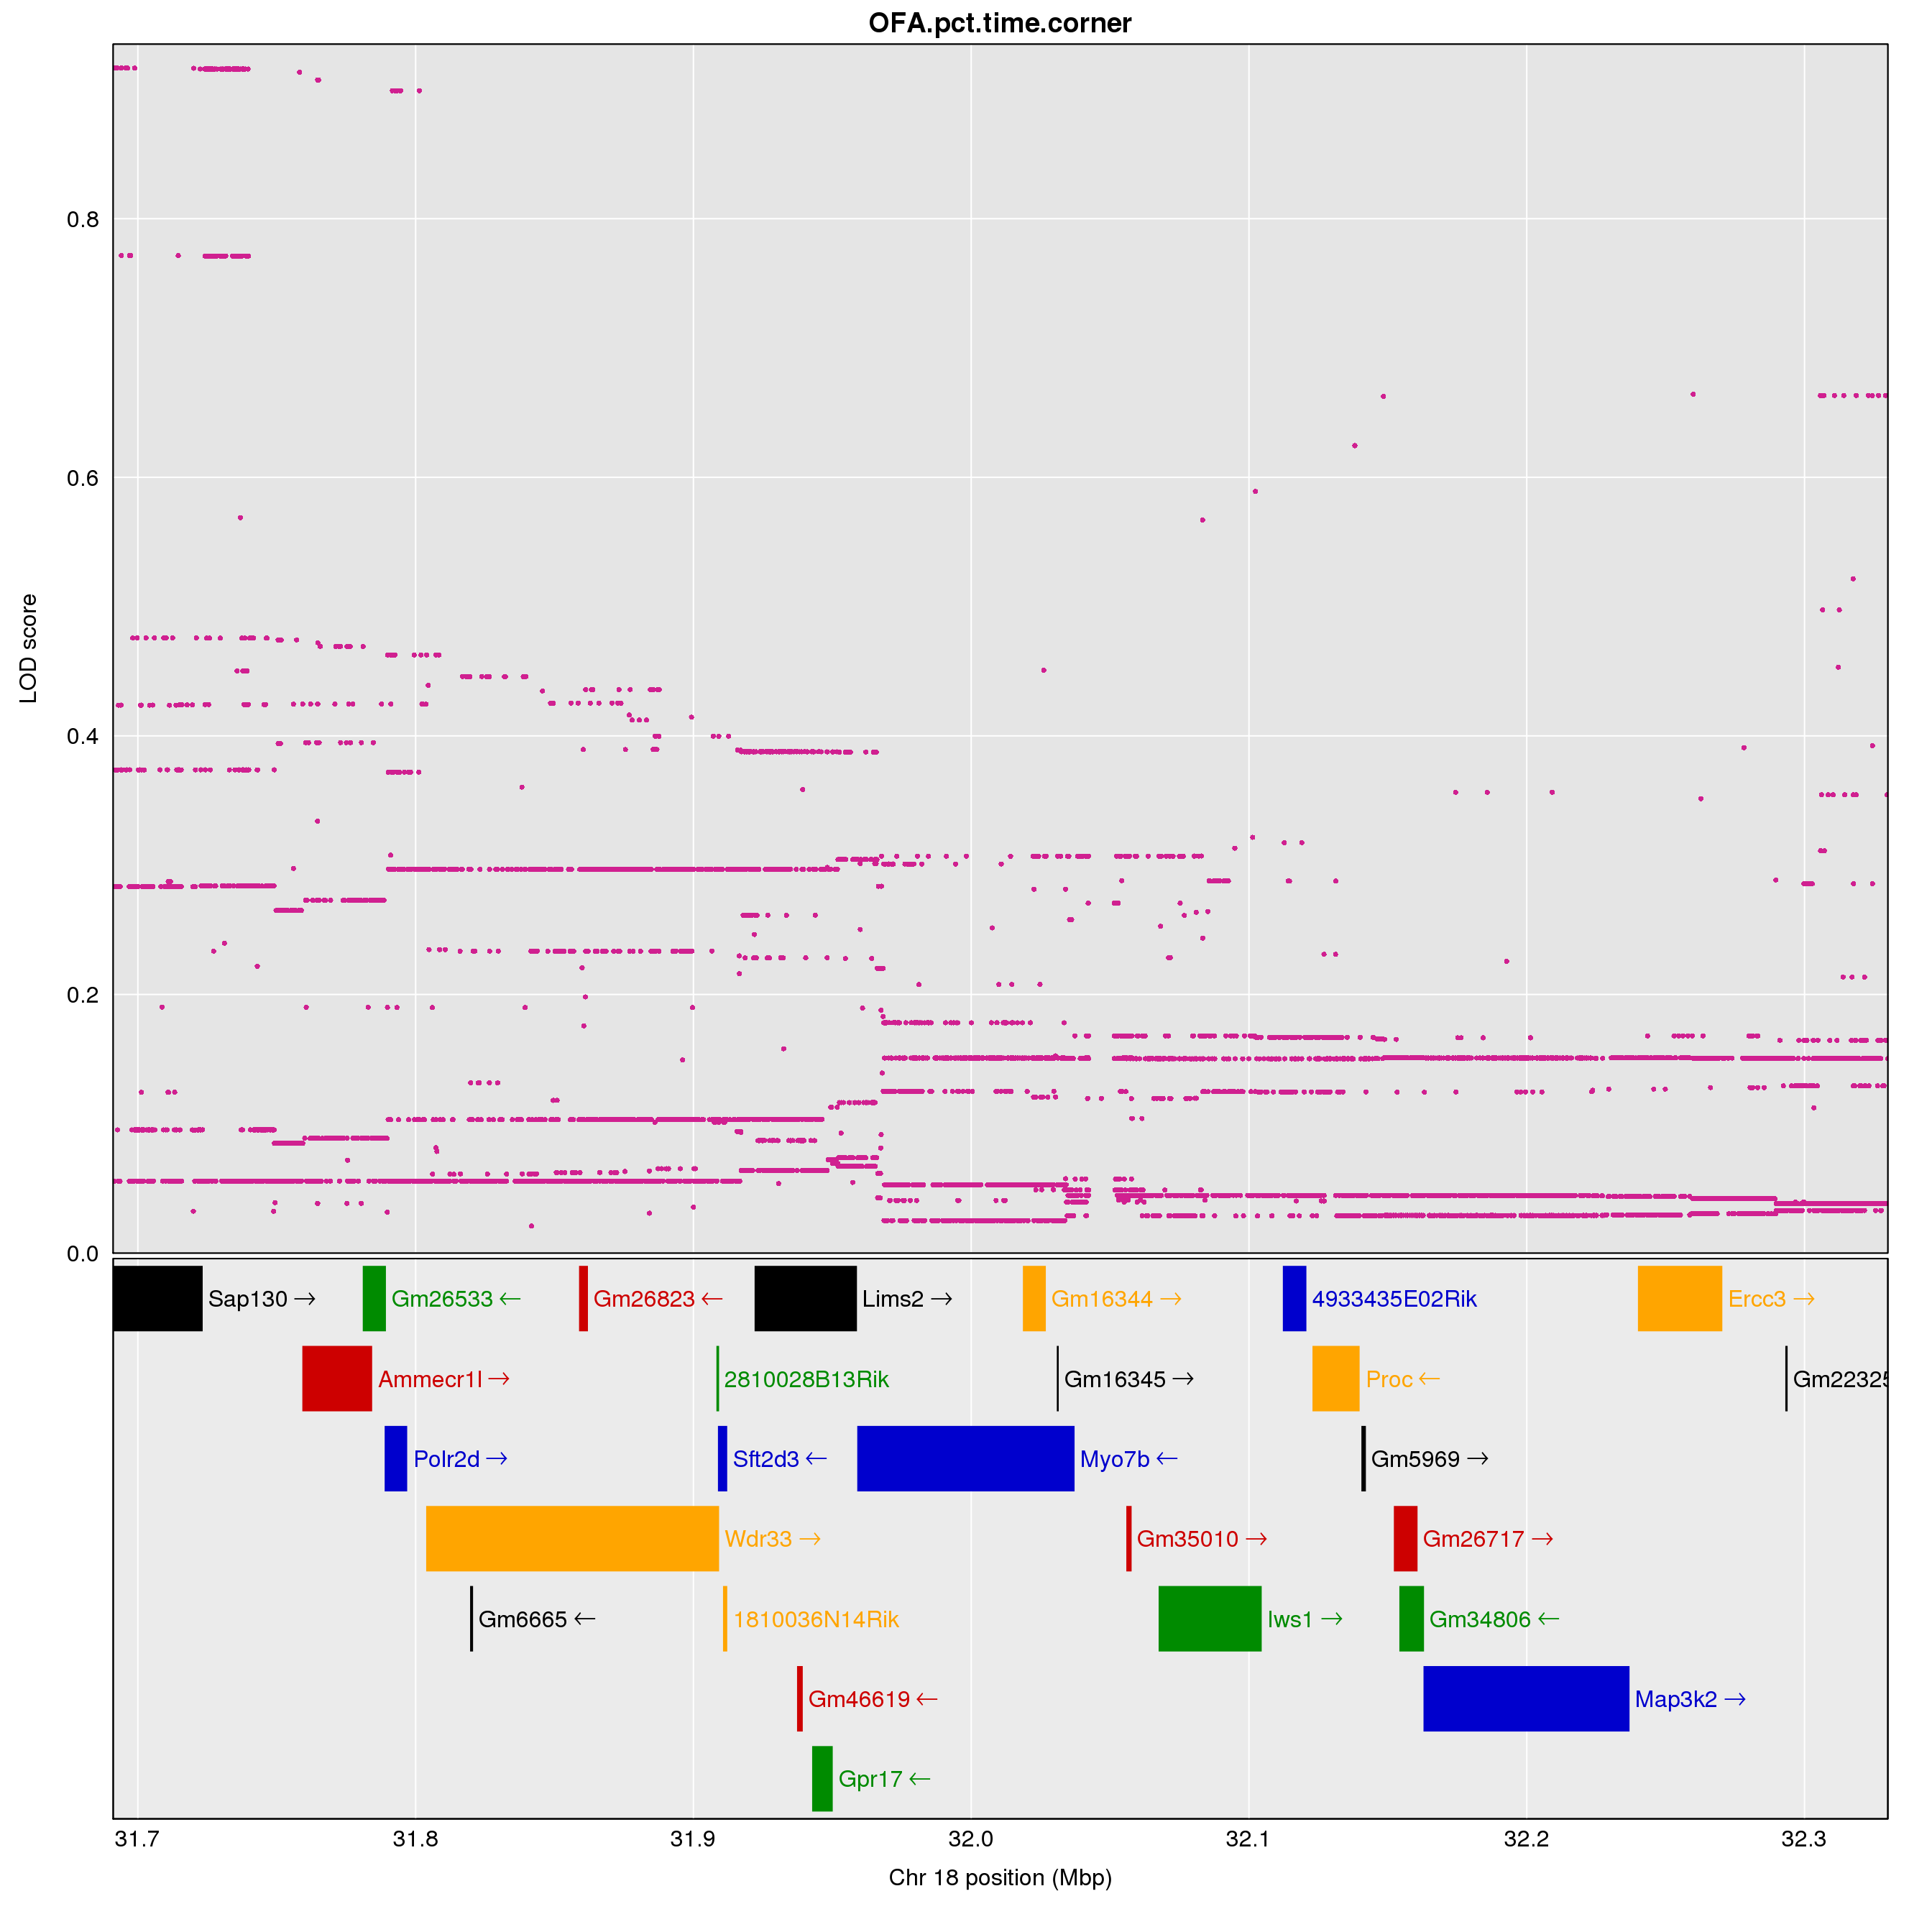 OFA.pct.time.corner
0.8
0.6
LOD score
0.4
0.2
0.0
Sap130 →
Gm26533 ←
Gm26823 ←
Lims2 →
Gm16344 →
4933435E02Rik
Ercc3 →
Ammecr1l →
2810028B13Rik
Gm16345 →
Proc ←
Gm22325
Polr2d →
Sft2d3 ←
Myo7b ←
Gm5969 →
Wdr33 →
Gm35010 →
Gm26717 →
Gm6665 ←
1810036N14Rik
Iws1 →
Gm34806 ←
Gm46619 ←
Map3k2 →
Gpr17 ←
31.7
31.8
31.9
32.0
32.1
32.2
32.3
Chr 18 position (Mbp)